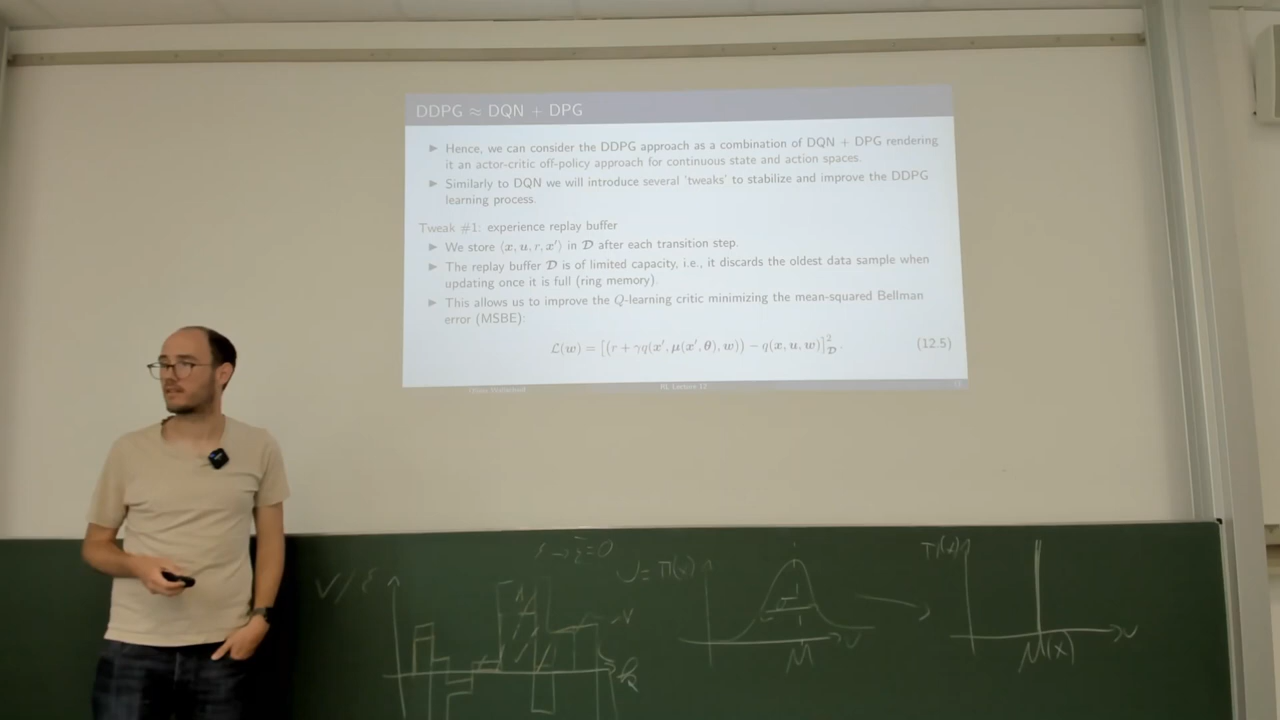 DDPG ≈ DQN + DPG
▶ Hence, we can consider the DDPG approach as a combination of DQN + DPG rendering
it an actor-critic off-policy approach for continuous state and action spaces.
▶ Similarly to DQN we will introduce several 'tweaks' to stabilize and improve the DDPG
learning process.
Tweak #1: experience replay buffer
▶ We store ⟨x, u, r, x′⟩ in 𝒟 after each transition step.
▶ The replay buffer 𝒟 is of limited capacity, i.e., it discards the oldest data sample when
updating once it is full (ring memory).
▶ This allows us to improve the Q-learning critic minimizing the mean-squared Bellman
error (MSBE):
ℒ(w) = [(r + γq(x′, μ(x′, θ), w)) − q(x, u, w)]²_𝒟 . (12.5)
RL Lecture 12
U = π(x)
V
μ
μ(x)